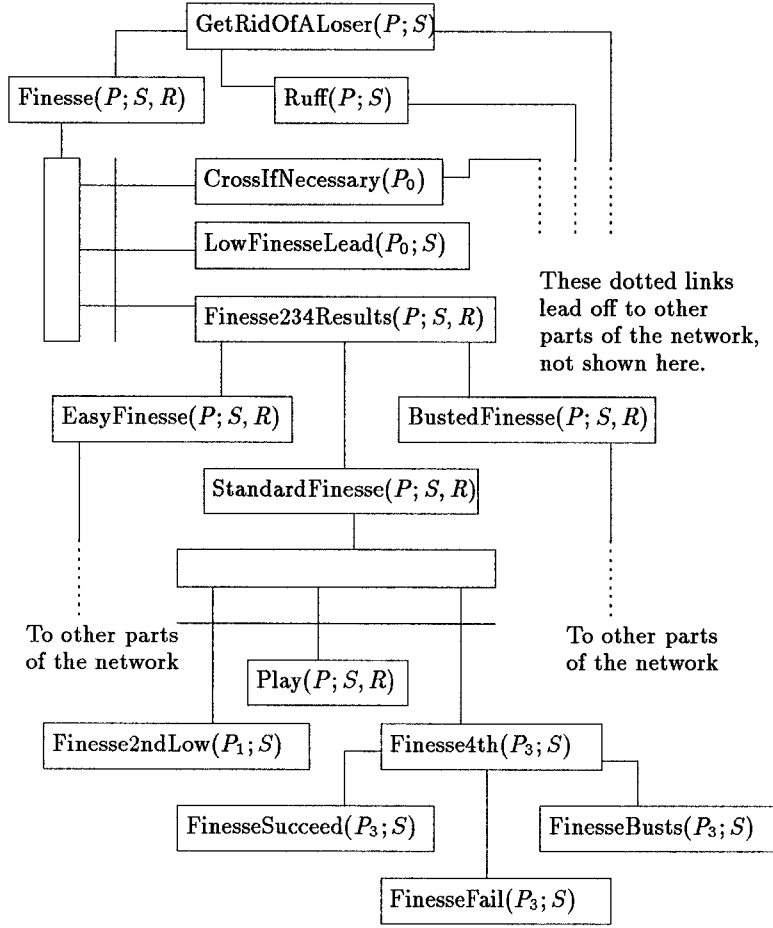 GetRidOfALoser(P; S)
Finesse(P; S, R)
Ruff(P; S)
CrossIfNecessary(P₀)
LowFinesseLead(P₀; S)
These dotted links
lead off to other
parts of the network,
not shown here.
Finesse234Results(P; S, R)
EasyFinesse(P; S, R)
BustedFinesse(P; S, R)
StandardFinesse(P; S, R)
To other parts
of the network
To other parts
of the network
Play(P; S, R)
Finesse2ndLow(P₁; S)
Finesse4th(P₃; S)
FinesseSucceed(P₃; S)
FinesseBusts(P₃; S)
FinesseFail(P₃; S)